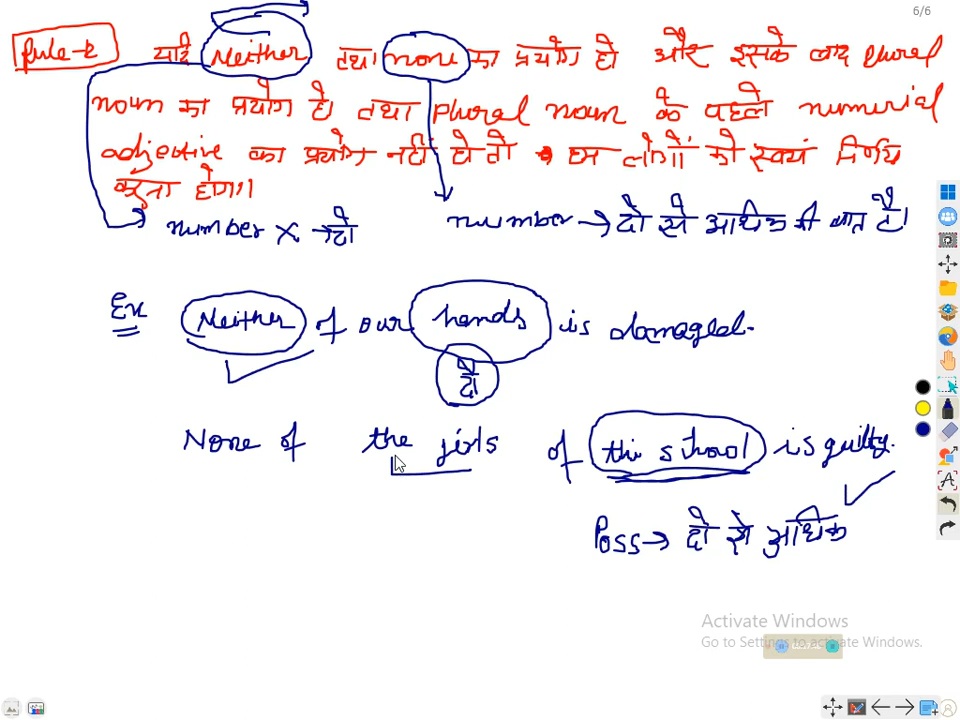 6/6
Rule-2 यदि Neither तथा none का प्रयोग हो और इसके बाद plural
noun का प्रयोग हो। तथा plural noun के पहले numerial
adjective का प्रयोग नहीं हो तो हम लोगों को स्वयं निर्णय
करना होगा।
number x → दो number → दो से अधिक की बात हो।
Ex Neither of our hands is damaged.
दो
None of the girls of this school is guilty.
Poss → दो से अधिक
Activate Windows
Go to Settings to activate Windows.